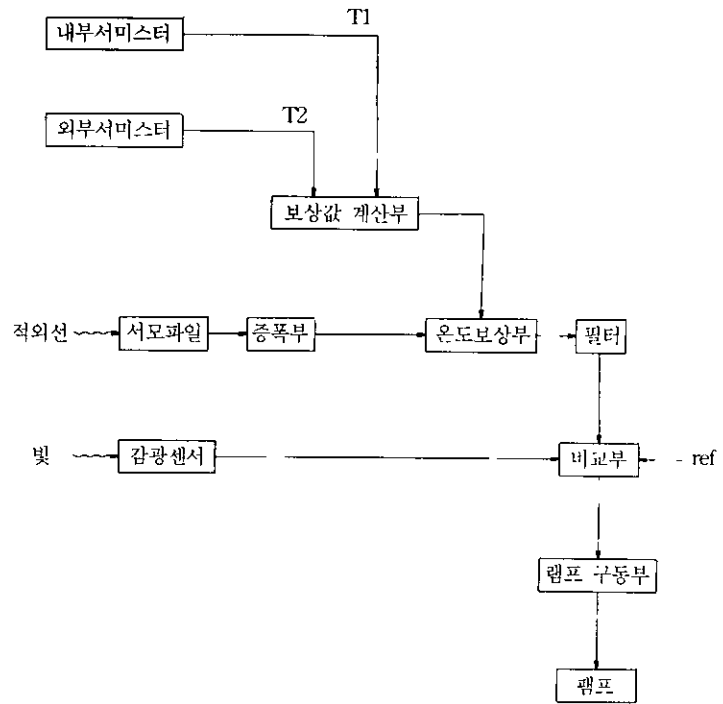 T1
내부서미스터
T2
외부서미스터
보상값 계산부
적외선 서모파일 증폭부 온도보상부 필터
빛 감광센서 비교부 ref
램프 구동부
램프